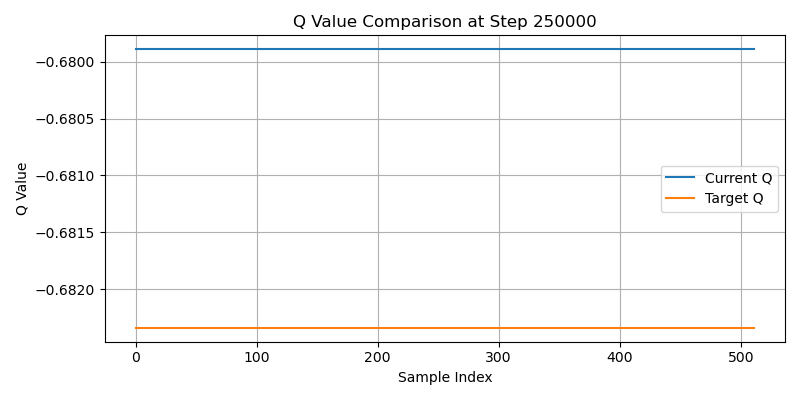 Q Value Comparison at Step 250000
Q Value
−0.6800
−0.6805
−0.6810
−0.6815
−0.6820
Current Q
Target Q
0 100 200 300 400 500
Sample Index